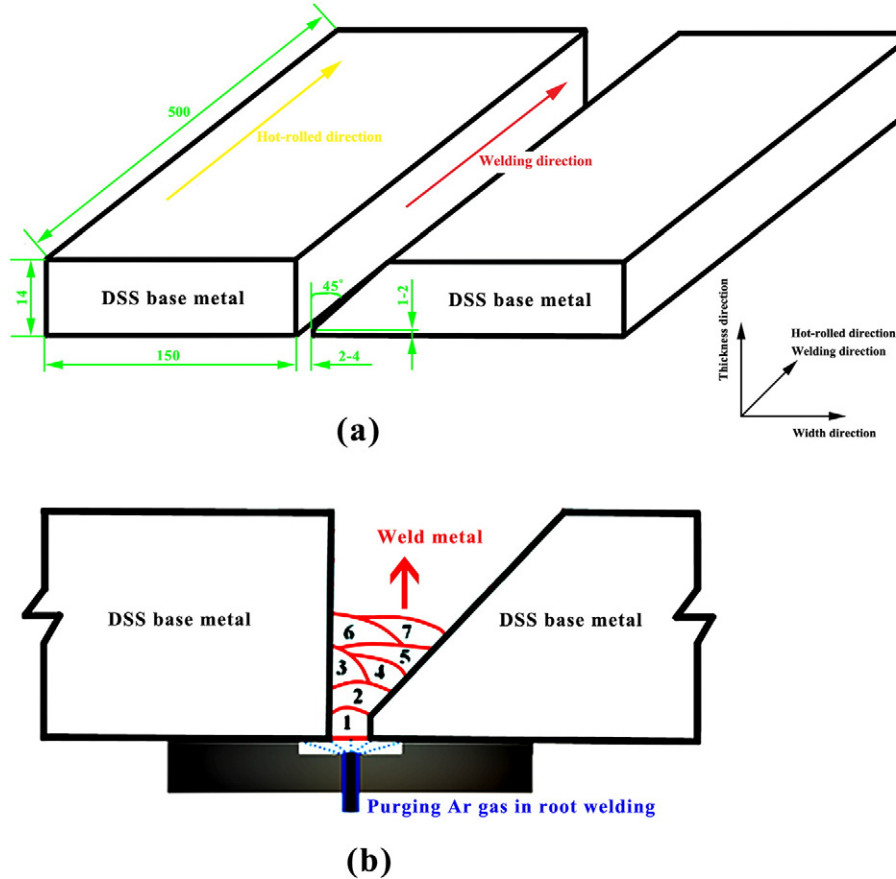 500
Hot-rolled direction
Welding direction
14
DSS base metal
45°
1-2
DSS base metal
150
2-4
Thickness direction
Hot-rolled direction
Welding direction
Width direction
(a)
Weld metal
DSS base metal
DSS base metal
6
7
5
3
4
2
1
Purging Ar gas in root welding
(b)